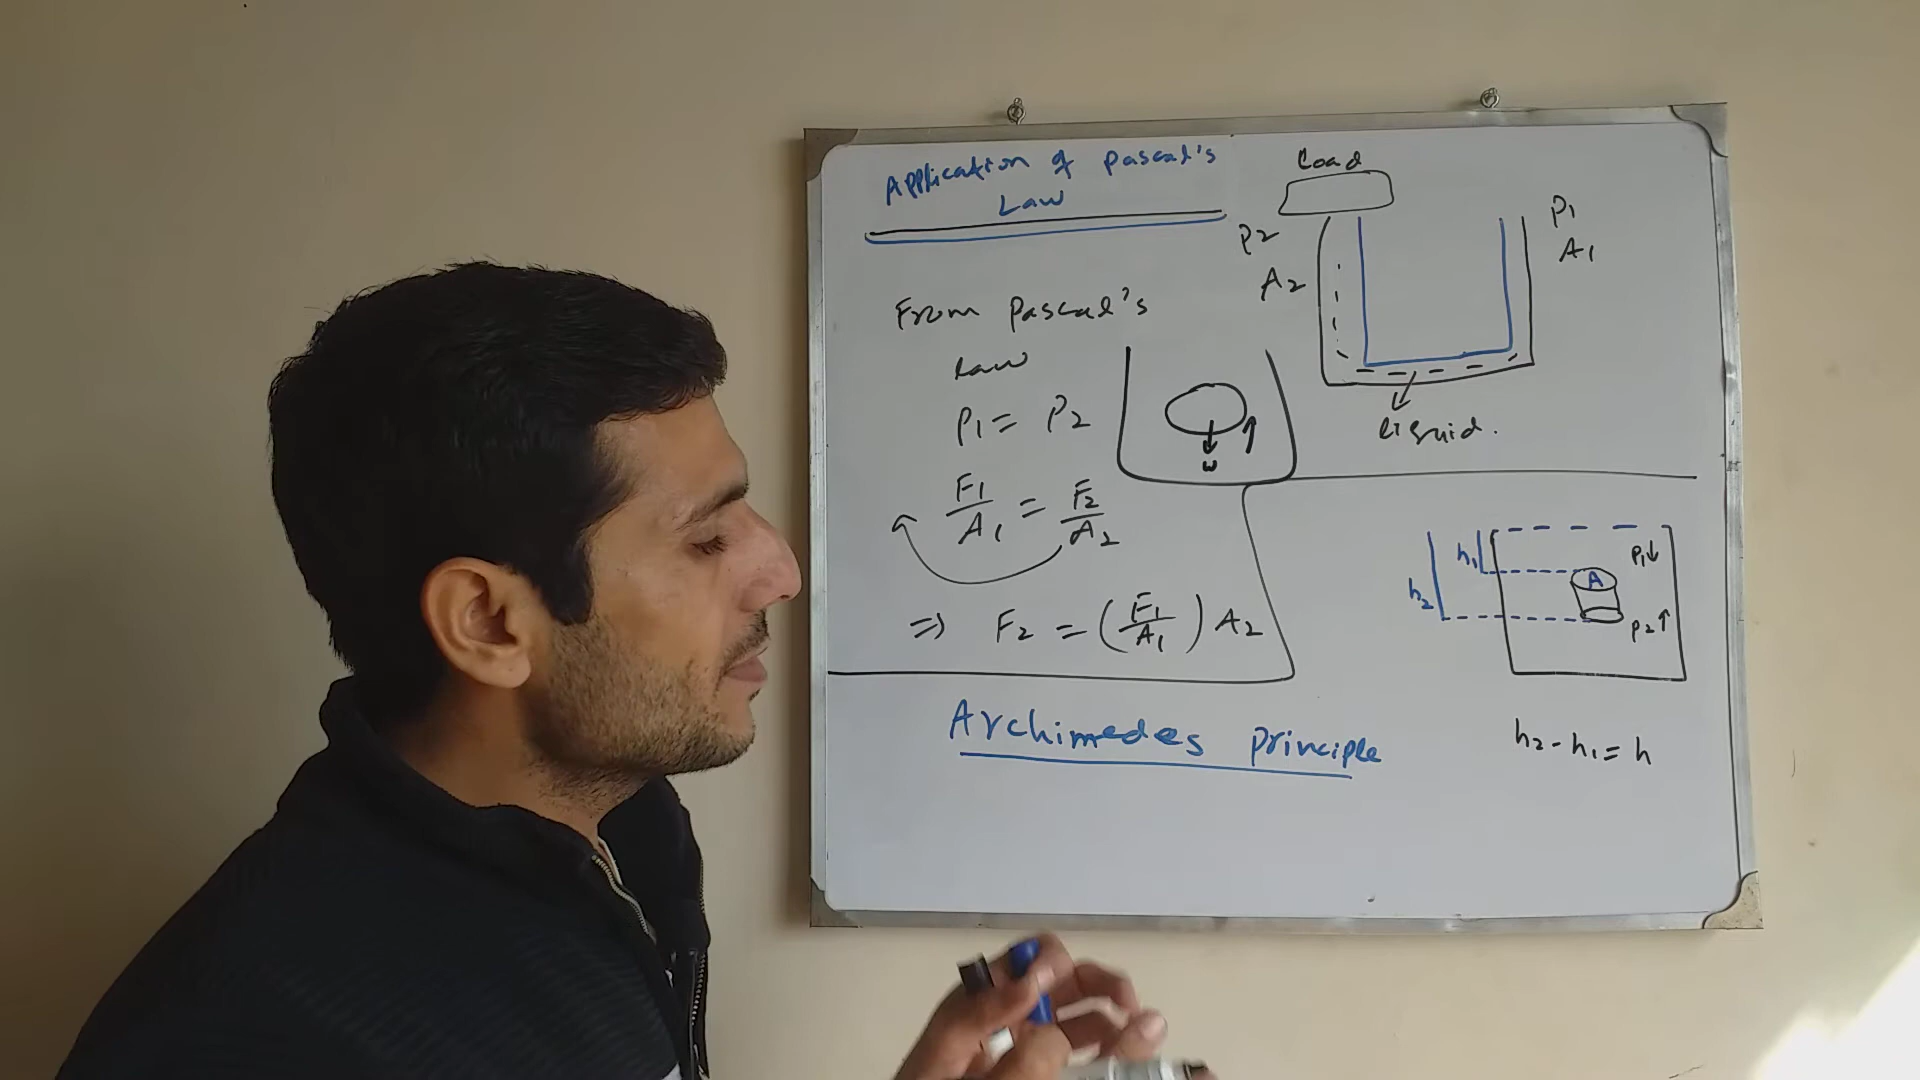 Application of Pascal's
Law
Load
P2
A2
P1
A1
liquid.
From Pascal's
Law
P1 = P2
F1/A1 = F2/A2
⇒ F2 = (F1/A1) A2
w
h1
h2
A
P1↓
P2↑
h2 - h1 = h
Archimedes principle